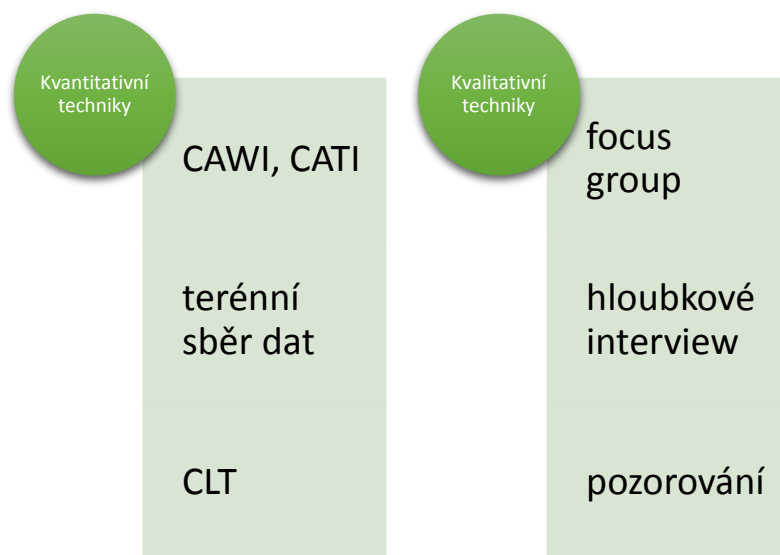 Kvantitativní
techniky
CAWI, CATI
terénní
sběr dat
CLT
Kvalitativní
techniky
focus
group
hloubkové
interview
pozorování